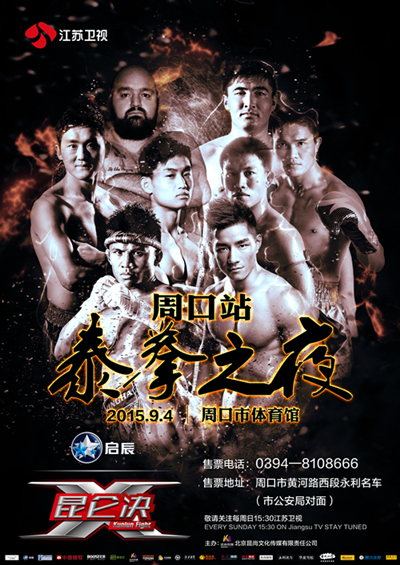 江苏卫视
周口站
泰拳之夜
2015.9.4 - 周口市体育馆
启辰
昆仑决
Kunlun Fight
售票电话：0394—8108666
售票地址：周口市黄河路西段永利名车
（市公安局对面）
敬请关注每周日15:30江苏卫视
EVERY SUNDAY 15:30 ON Jiangsu TV STAY TUNED
主办： 北京昆尚文化传媒有限责任公司